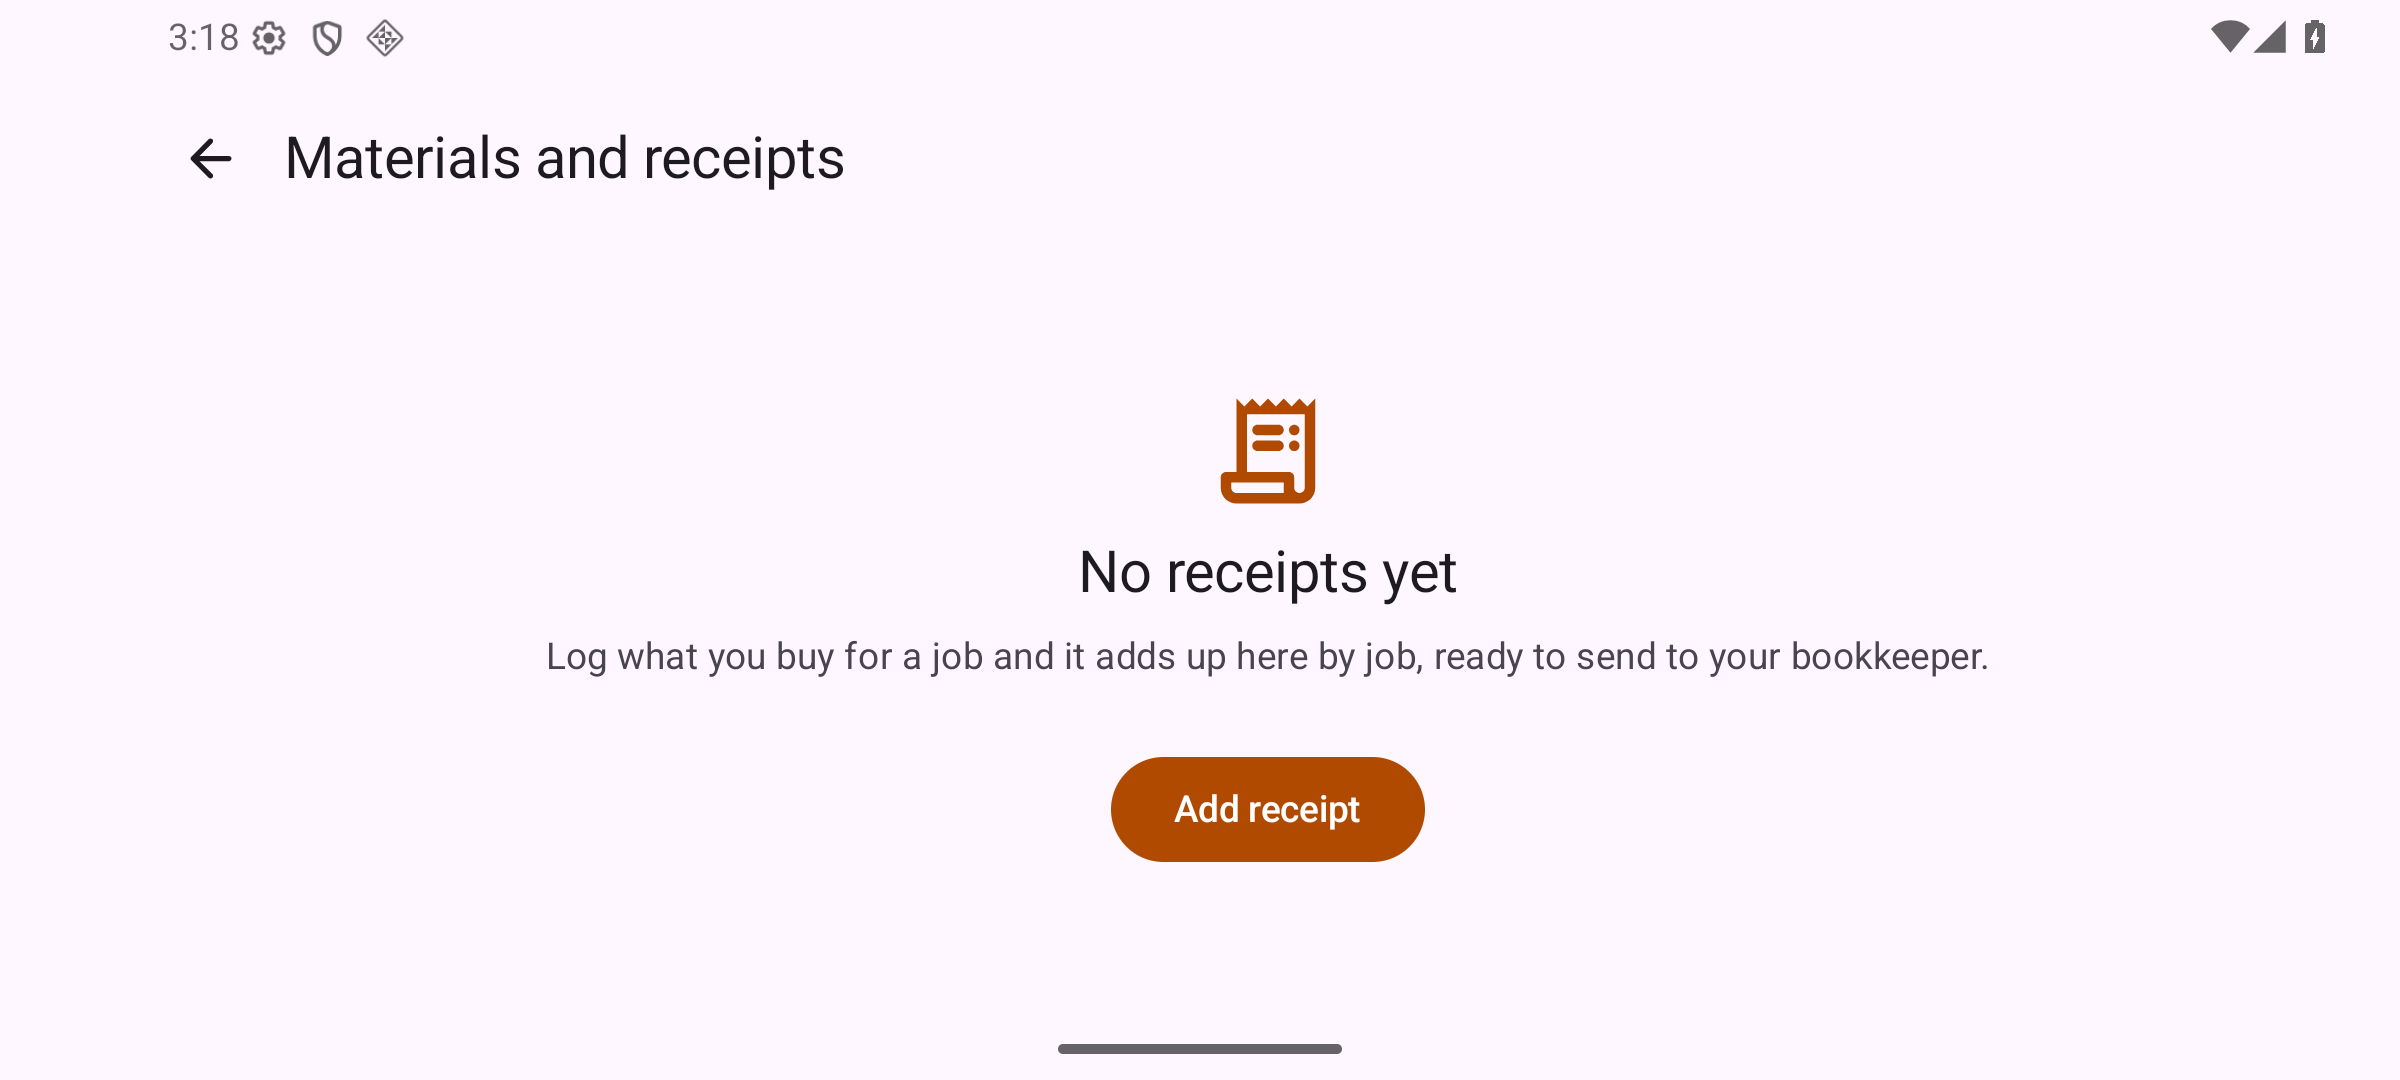 3:18
Materials and receipts
No receipts yet
Log what you buy for a job and it adds up here by job, ready to send to your bookkeeper.
Add receipt